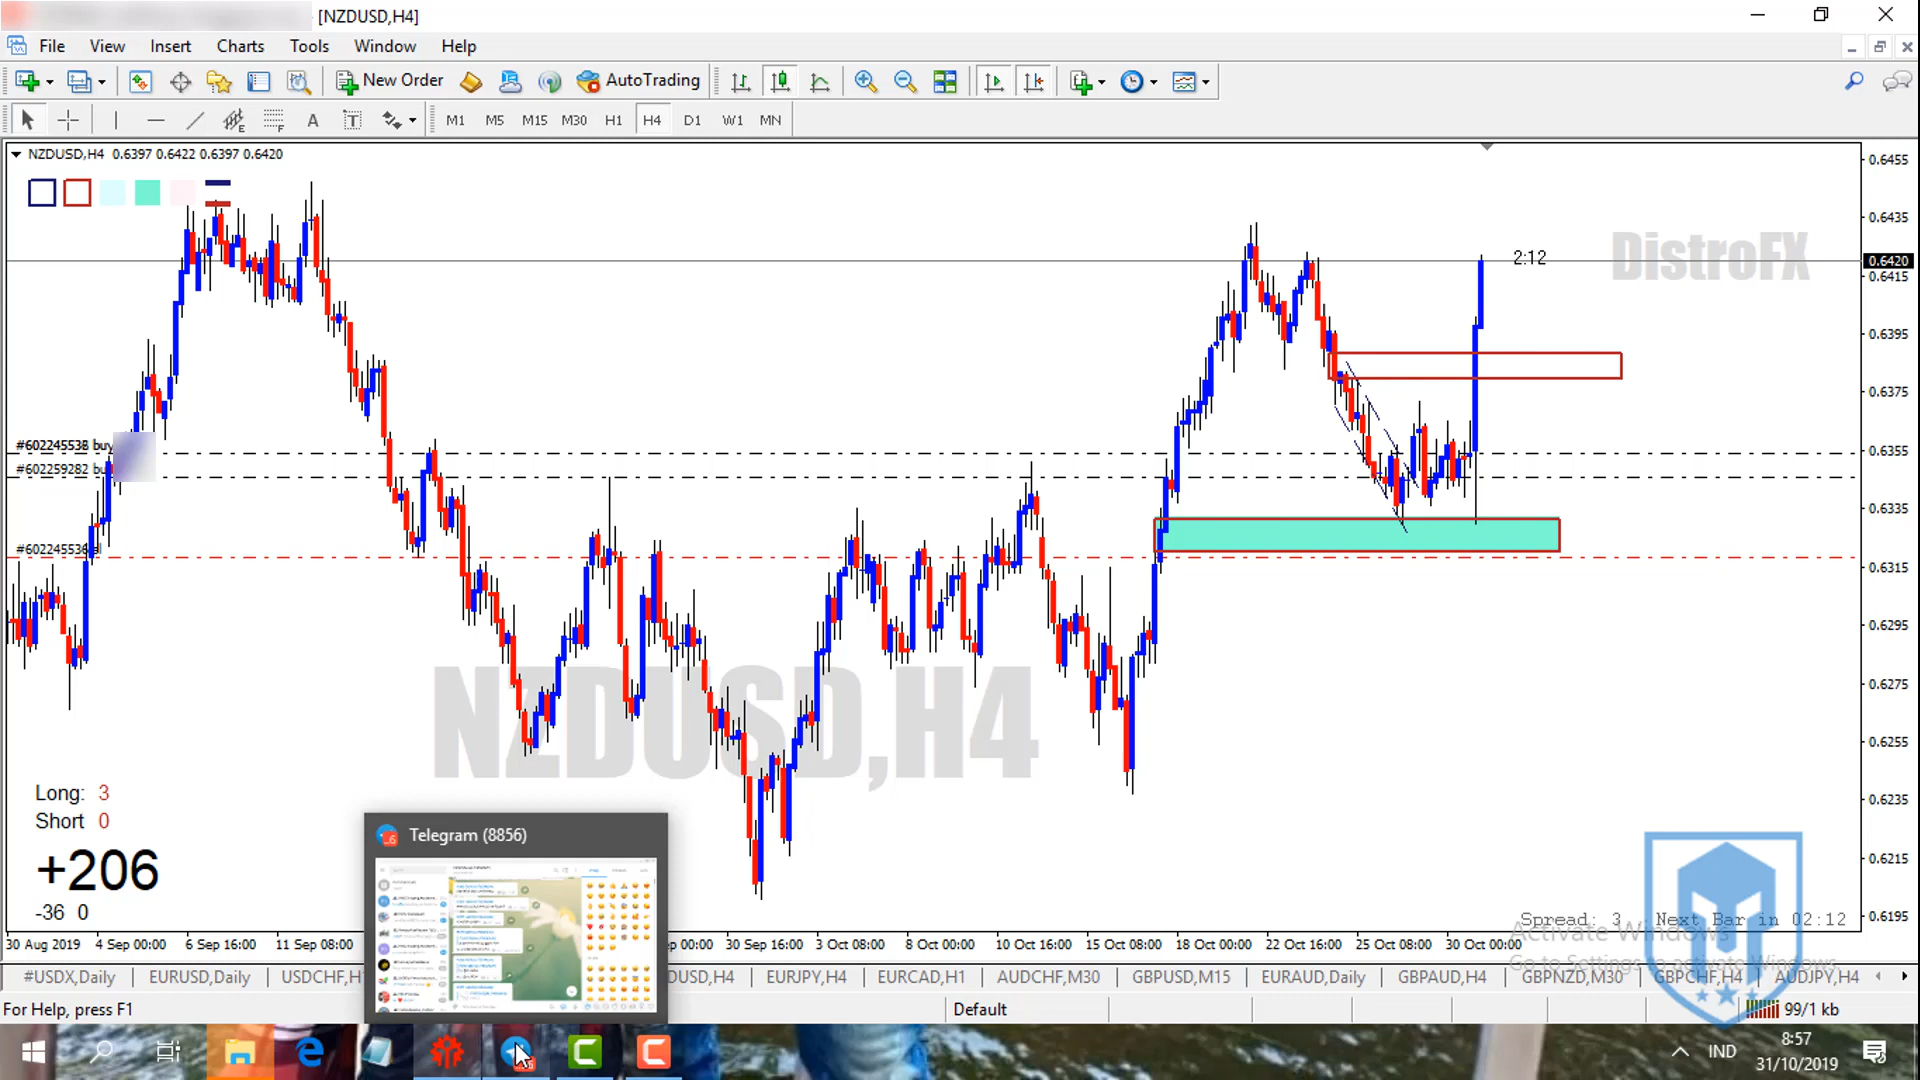 [NZDUSD,H4]
File View Insert Charts Tools Window Help
New Order AutoTrading
A T M1 M5 M15 M30 H1 H4 D1 W1 MN
NZDUSD,H4 0.6397 0.6422 0.6397 0.6420
0.6455
0.6435
2:12
DistroFX
0.6420
0.6415
0.6395
0.6375
#602245538 buy
0.6355
#602259282 bu
0.6335
#602245536 sl
0.6315
0.6295
0.6275
NZDUSD,H4
0.6255
0.6235
0.6215
0.6195
Long: 3
Short 0
+206
-36 0
Telegram (8856)
Spread: 3 Next Bar in 02:12
Activate Windows
Go to Settings to activate Windows.
30 Aug 2019 4 Sep 00:00 6 Sep 16:00 11 Sep 08:00 ep 00:00 30 Sep 16:00 3 Oct 08:00 8 Oct 00:00 10 Oct 16:00 15 Oct 08:00 18 Oct 00:00 22 Oct 16:00 25 Oct 08:00 30 Oct 00:00
#USDX,Daily EURUSD,Daily USDCHF,H1 USD,H4 EURJPY,H4 EURCAD,H1 AUDCHF,M30 GBPUSD,M15 EURAUD,Daily GBPAUD,H4 GBPNZD,M30 GBPCHF,H4 AUDJPY,H4
For Help, press F1 Default 99/1 kb
IND
8:57
31/10/2019